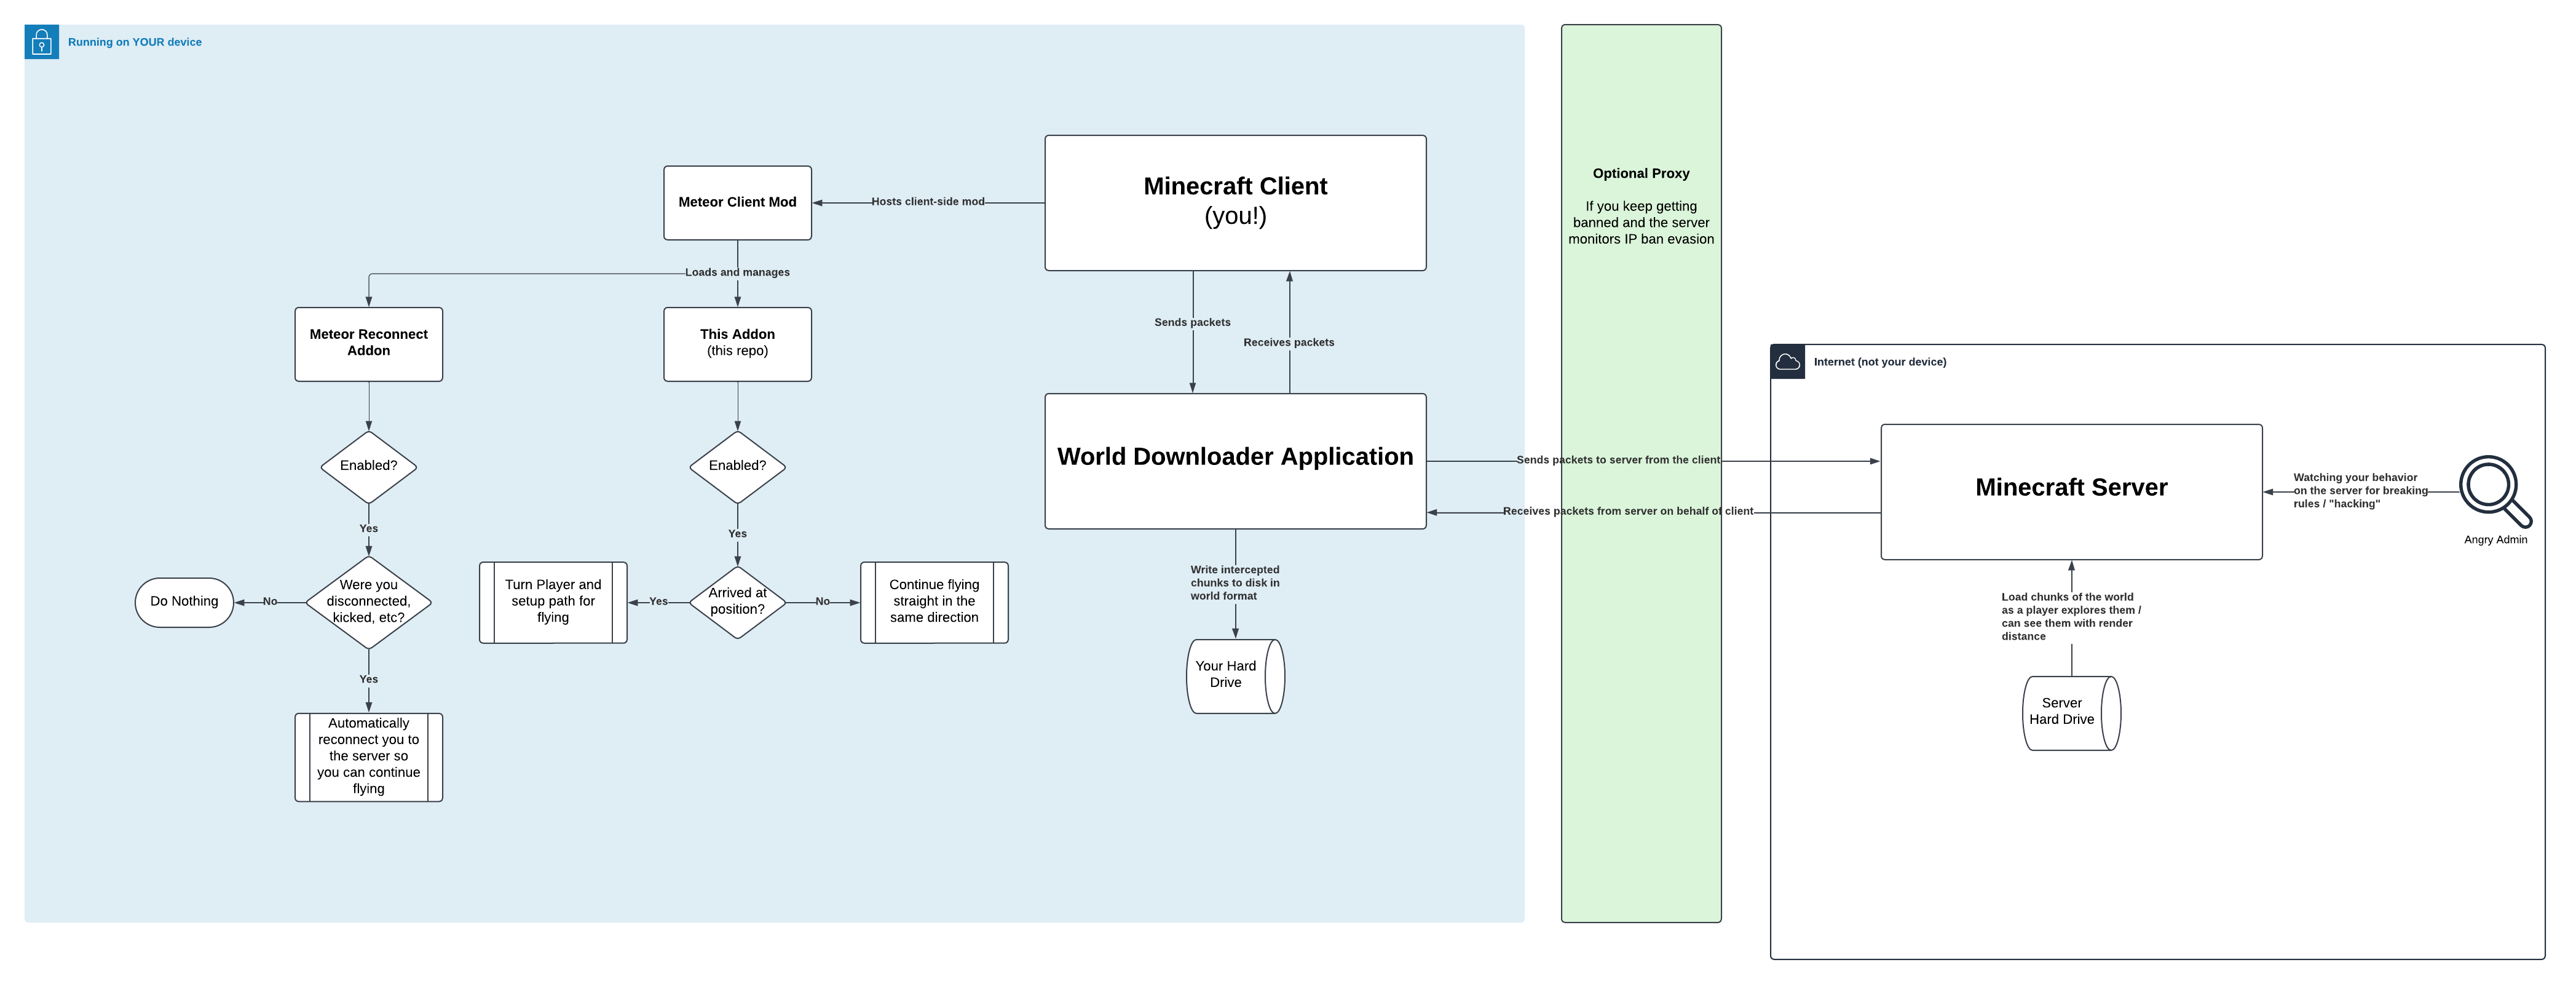 Running on YOUR device
Meteor Client Mod
Hosts client-side mod
Minecraft Client
(you!)
Loads and manages
Meteor Reconnect
Addon
This Addon
(this repo)
Sends packets
Receives packets
Enabled?
Enabled?
World Downloader Application
Yes
Yes
Do Nothing
No
Were you
disconnected,
kicked, etc?
Turn Player and
setup path for
flying
Yes
Arrived at
position?
No
Continue flying
straight in the
same direction
Write intercepted
chunks to disk in
world format
Yes
Your Hard
Drive
Automatically
reconnect you to
the server so
you can continue
flying
Optional Proxy
If you keep getting
banned and the server
monitors IP ban evasion
Sends packets to server from the client
Receives packets from server on behalf of client
Internet (not your device)
Minecraft Server
Watching your behavior
on the server for breaking
rules / "hacking"
Angry Admin
Load chunks of the world
as a player explores them /
can see them with render
distance
Server
Hard Drive